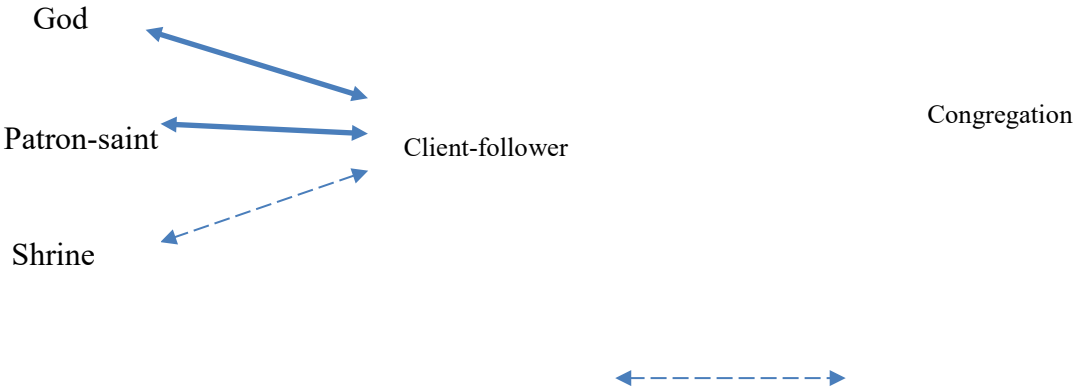 God
Patron-saint
Client-follower
Congregation
Shrine